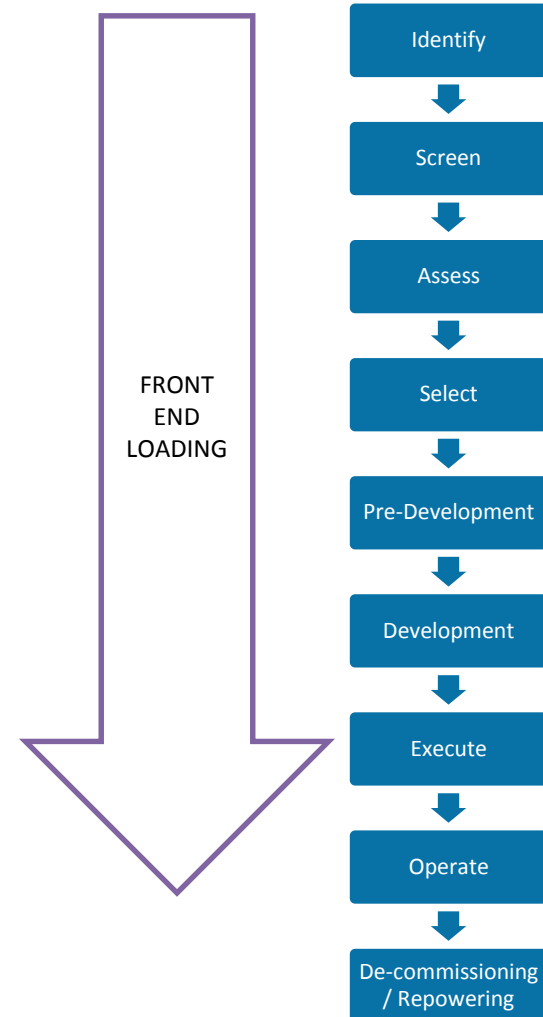 FRONT
END
LOADING
Identify
Screen
Assess
Select
Pre-Development
Development
Execute
Operate
De-commissioning
/ Repowering